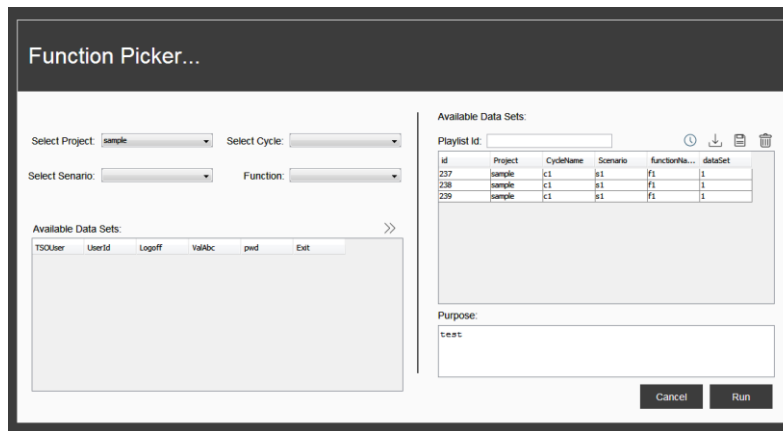 Function Picker...
Select Project: sample
Select Cycle:
Select Senario:
Function:
Available Data Sets:
TSOUser UserId Logoff ValAbc pwd Exit
Available Data Sets:
Playlist Id:
id Project CycleName Scenario functionNa... dataSet
237 sample c1 s1 f1 1
238 sample c1 s1 f1 1
239 sample c1 s1 f1 1
Purpose:
test
Cancel Run